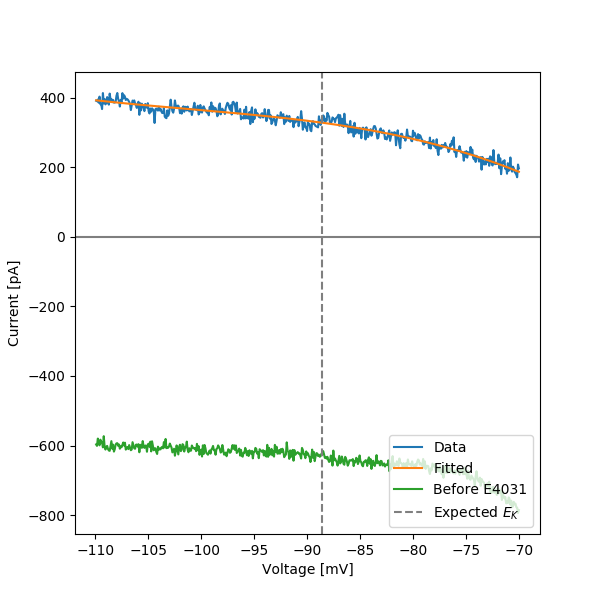 400
200
0
−200
−400
−600
−800
Current [pA]
Data
Fitted
Before E4031
Expected E_K
−110 −105 −100 −95 −90 −85 −80 −75 −70
Voltage [mV]